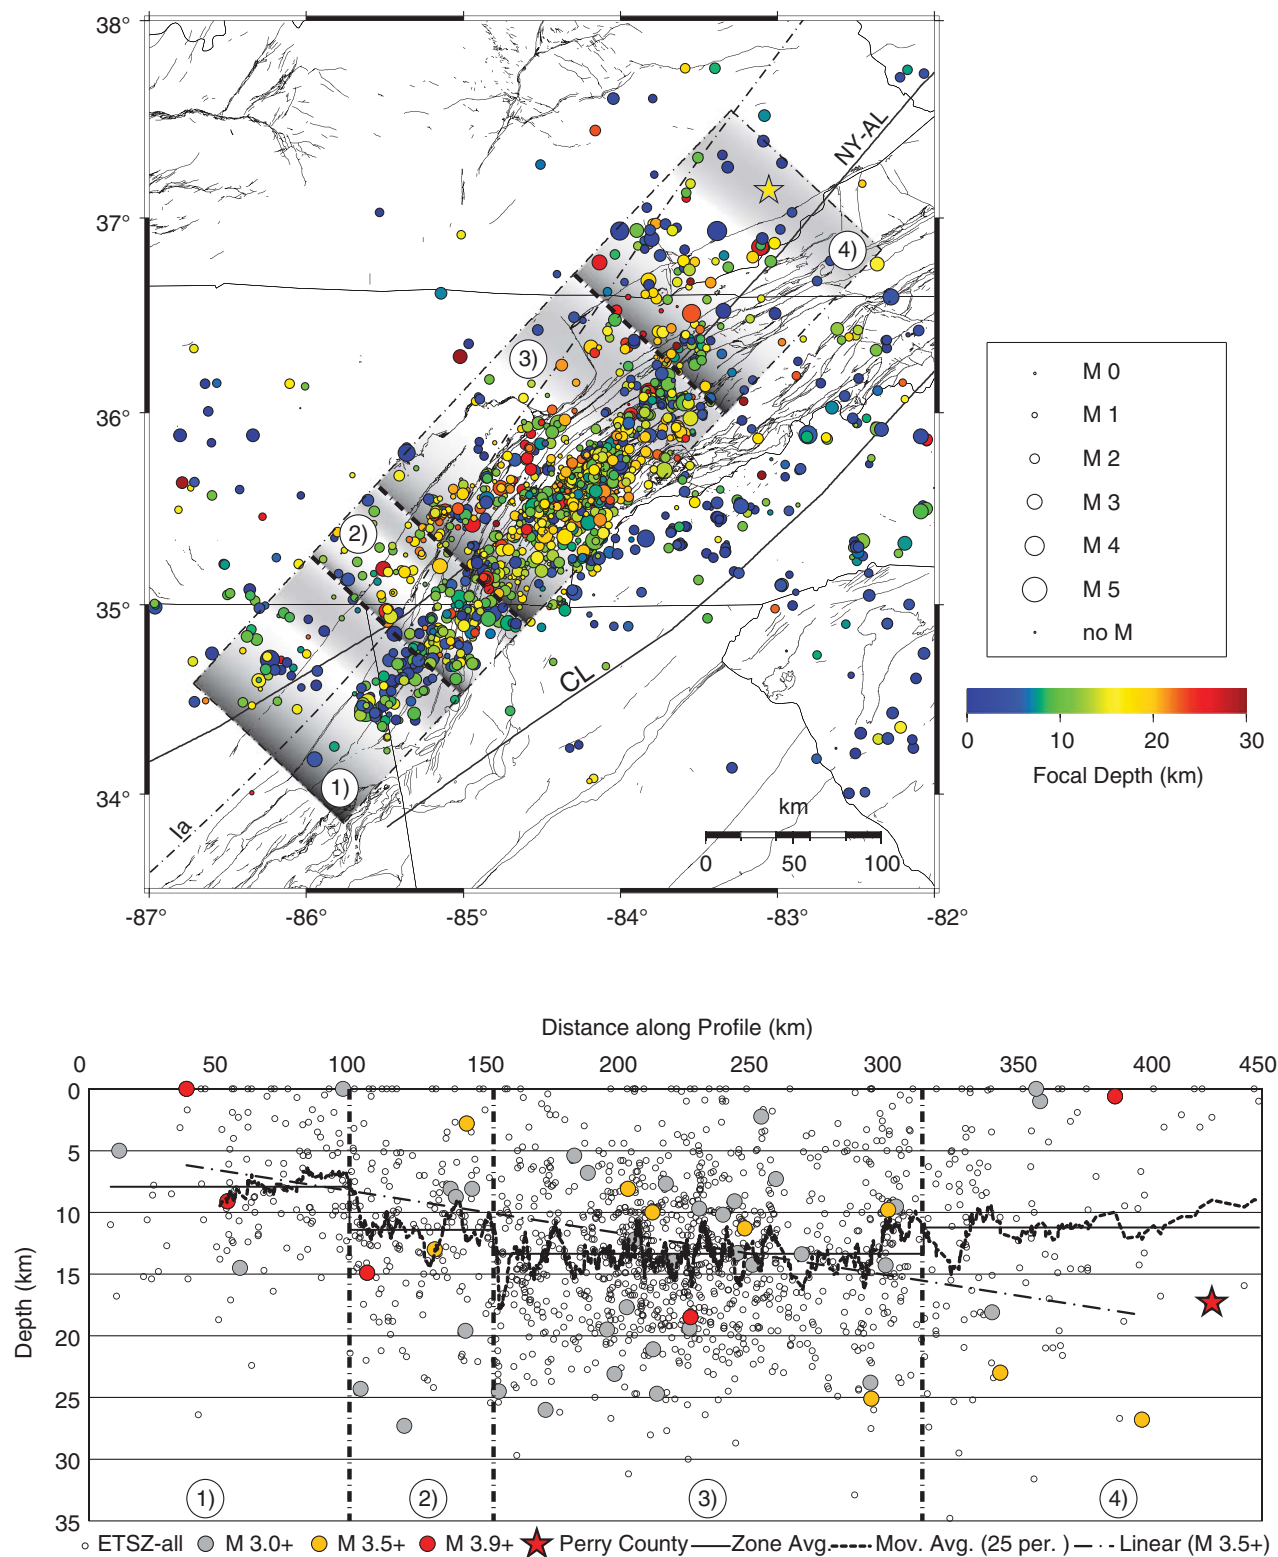 38°
37°
36°
35°
34°
-87°
-86°
-85°
-84°
-83°
-82°
NY-AL
4)
3)
2)
1)
CL
Ia
km
0 50 100
M 0
M 1
M 2
M 3
M 4
M 5
no M
0 10 20 30
Focal Depth (km)
Distance along Profile (km)
0 50 100 150 200 250 300 350 400 450
Depth (km)
0
5
10
15
20
25
30
35
1) 2) 3) 4)
ETSZ-all M 3.0+ M 3.5+ M 3.9+ Perry County Zone Avg. Mov. Avg. (25 per. ) Linear (M 3.5+)